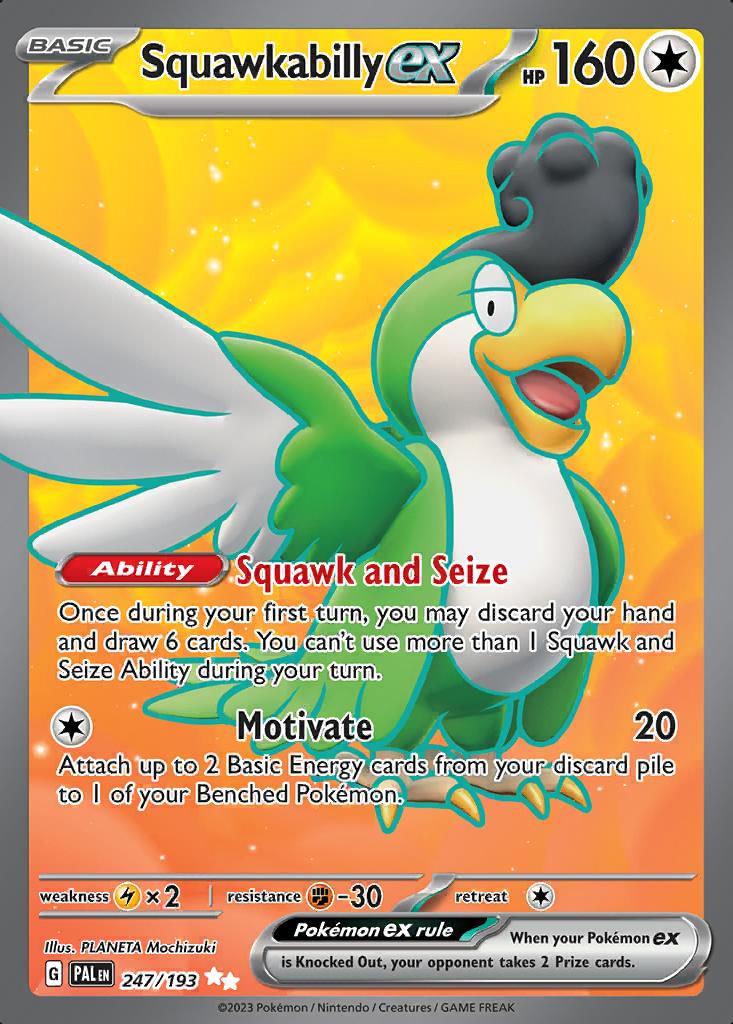 BASIC
Squawkabilly ex HP 160
Ability Squawk and Seize
Once during your first turn, you may discard your hand
and draw 6 cards. You can't use more than 1 Squawk and
Seize Ability during your turn.
Motivate 20
Attach up to 2 Basic Energy cards from your discard pile
to 1 of your Benched Pokémon.
weakness ×2 resistance -30 retreat
Illus. PLANETA Mochizuki
Pokémon ex rule When your Pokémon ex
is Knocked Out, your opponent takes 2 Prize cards.
G PAL EN 247/193
©2023 Pokémon / Nintendo / Creatures / GAME FREAK